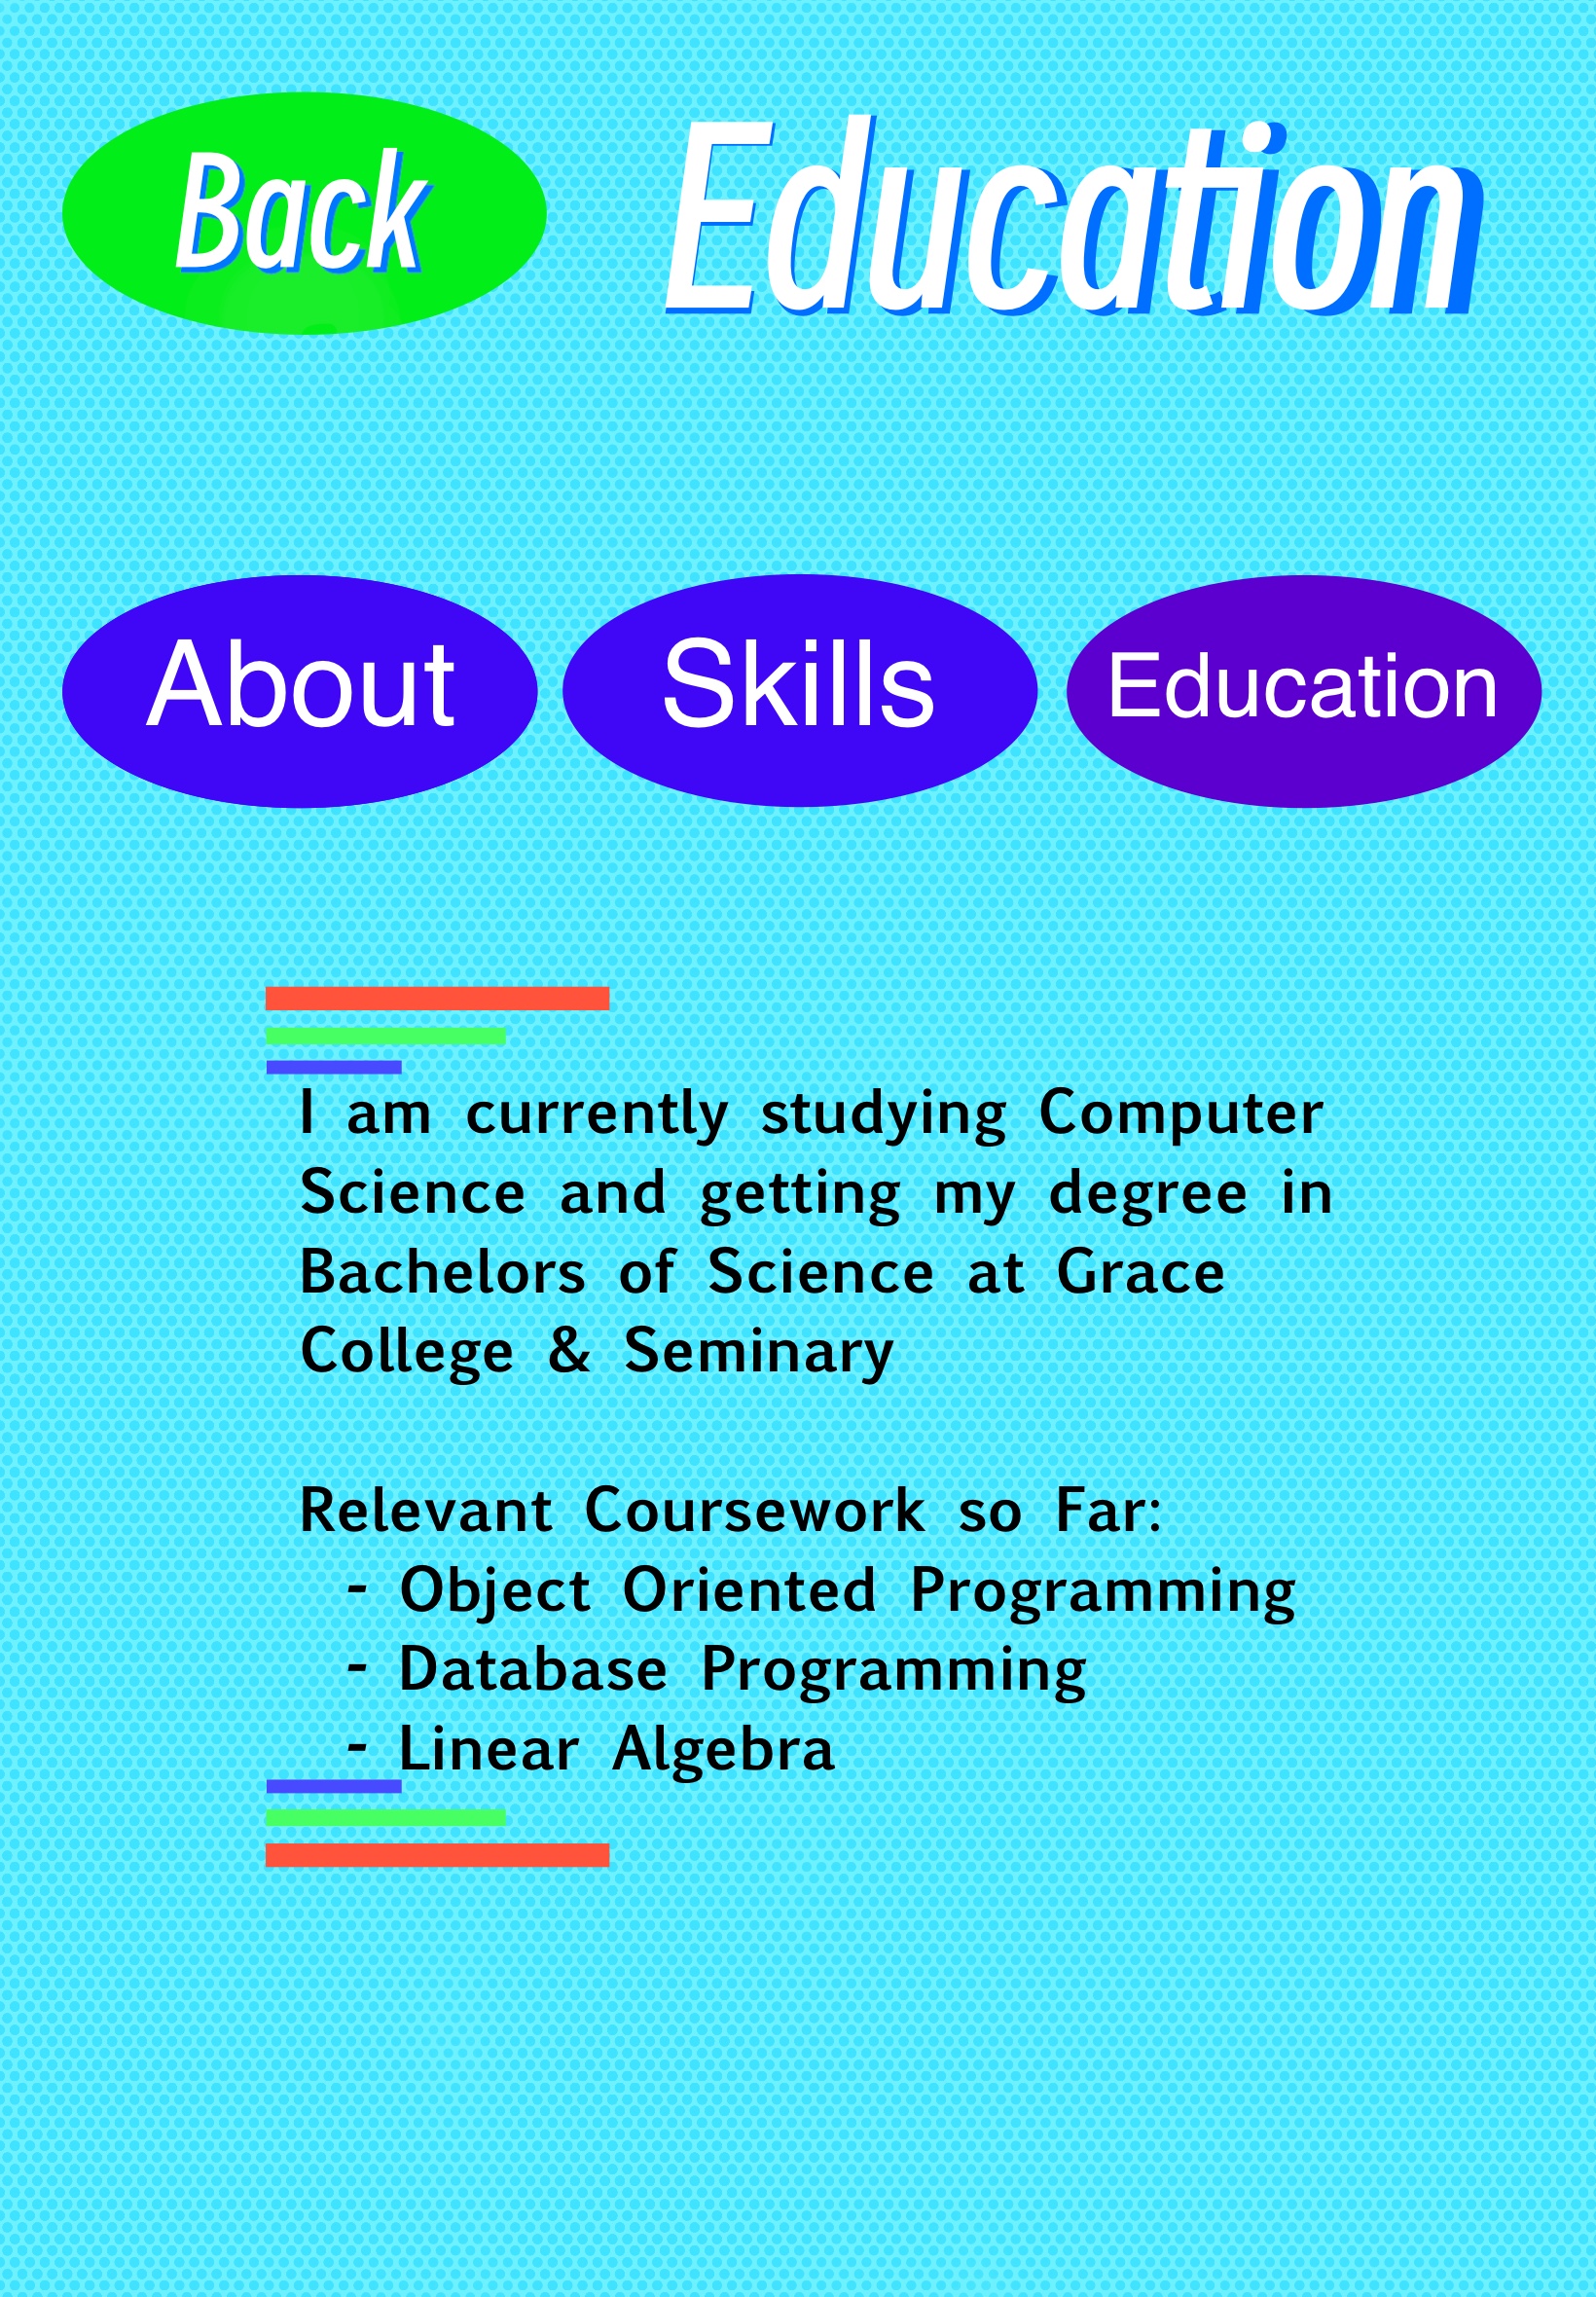 Back
Education
About
Skills
Education
I am currently studying Computer
Science and getting my degree in
Bachelors of Science at Grace
College & Seminary
Relevant Coursework so Far:
- Object Oriented Programming
- Database Programming
- Linear Algebra